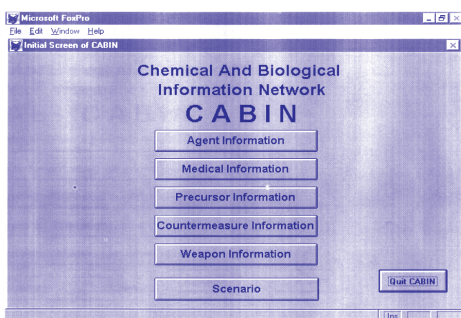 Microsoft FoxPro
File Edit Window Help
Initial Screen of CABIN
Chemical And Biological
Information Network
CABIN
Agent Information
Medical Information
Precursor Information
Countermeasure Information
Weapon Information
Scenario
Quit CABIN
Ins